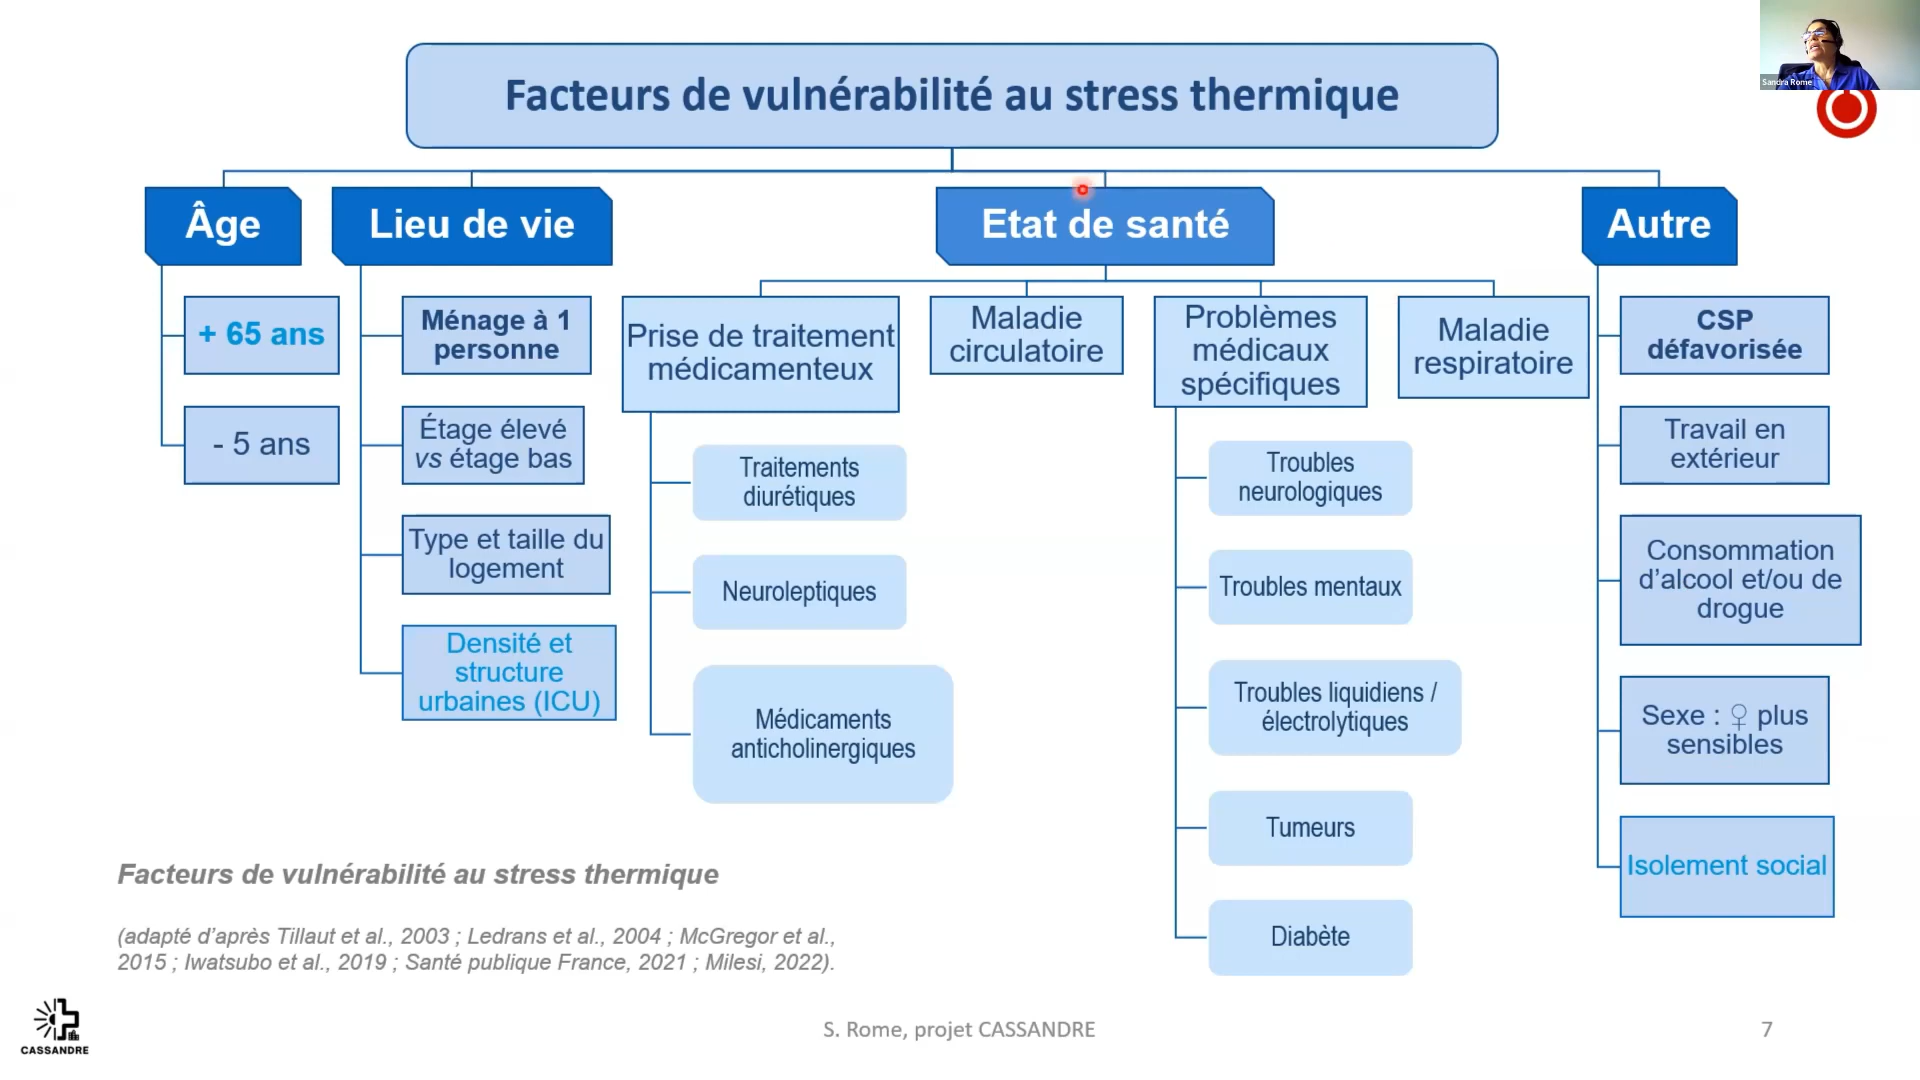 Sandra Rome
Facteurs de vulnérabilité au stress thermique
Âge
Lieu de vie
Etat de santé
Autre
+ 65 ans
- 5 ans
Ménage à 1
personne
Étage élevé
vs étage bas
Type et taille du
logement
Densité et
structure
urbaines (ICU)
Prise de traitement
médicamenteux
Traitements
diurétiques
Neuroleptiques
Médicaments
anticholinergiques
Maladie
circulatoire
Problèmes
médicaux
spécifiques
Troubles
neurologiques
Troubles mentaux
Troubles liquidiens /
électrolytiques
Tumeurs
Diabète
Maladie
respiratoire
CSP
défavorisée
Travail en
extérieur
Consommation
d’alcool et/ou de
drogue
Sexe : ♀ plus
sensibles
Isolement social
Facteurs de vulnérabilité au stress thermique
(adapté d’après Tillaut et al., 2003 ; Ledrans et al., 2004 ; McGregor et al.,
2015 ; Iwatsubo et al., 2019 ; Santé publique France, 2021 ; Milesi, 2022).
CASSANDRE
S. Rome, projet CASSANDRE
7